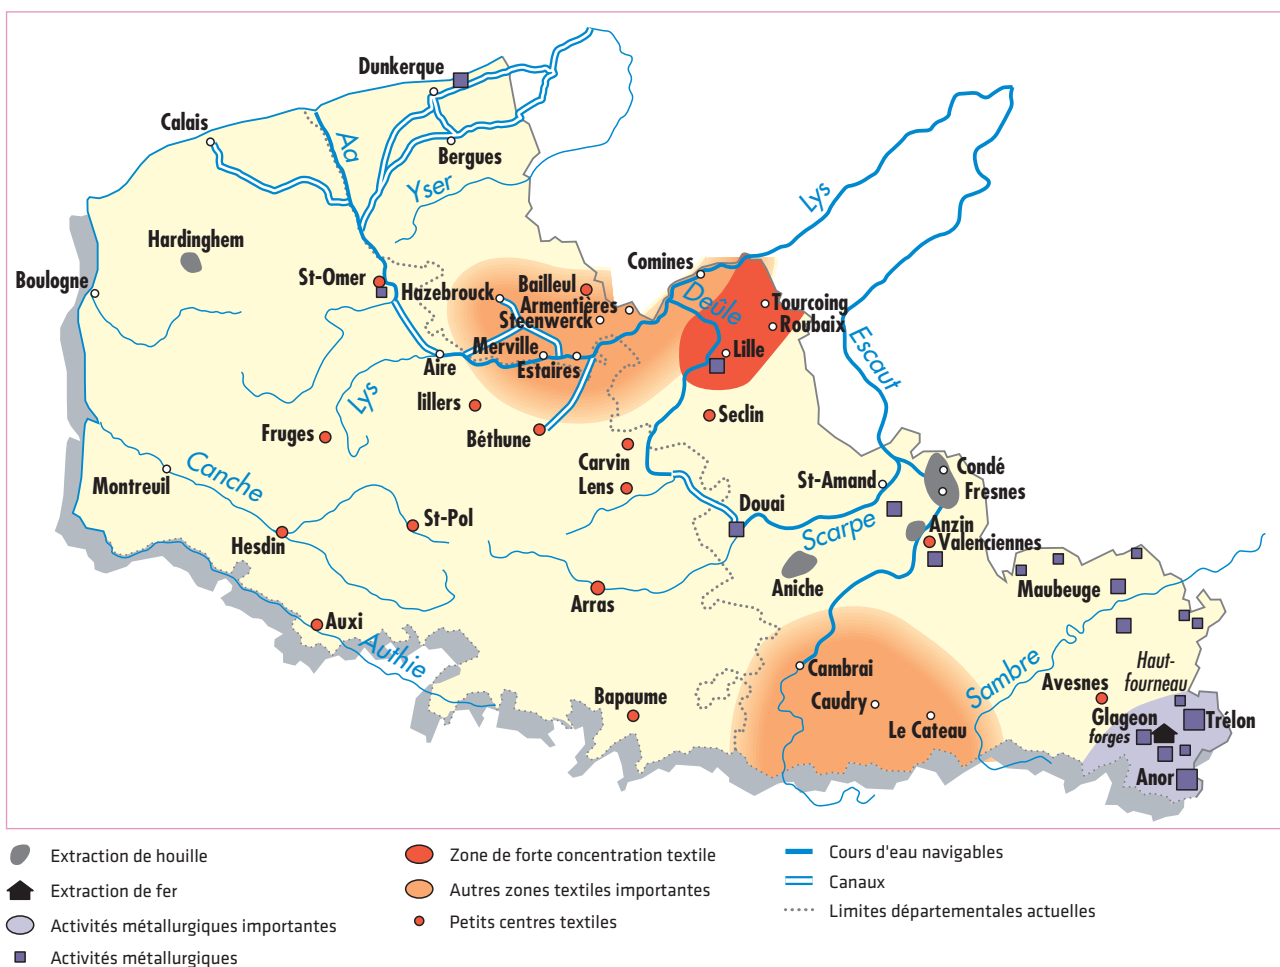 Dunkerque
Calais
Aa
Bergues
Yser
Lys
Hardinghem
Boulogne
St-Omer
Hazebrouck
Bailleul
Armentières
Steenwerck
Comines
Deûle
Tourcoing
Roubaix
Lille
Escaut
Merville
Estaires
Aire
Lys
lillers
Béthune
Seclin
Fruges
Carvin
Lens
Canche
Montreuil
St-Amand
Condé
Fresnes
Douai
Scarpe
Anzin
Valenciennes
St-Pol
Hesdin
Aniche
Maubeuge
Arras
Auxi
Authie
Cambrai
Caudry
Le Cateau
Sambre
Bapaume
Avesnes
Haut-
fourneau
Glageon
forges
Trélon
Anor
Extraction de houille
Extraction de fer
Activités métallurgiques importantes
Activités métallurgiques
Zone de forte concentration textile
Autres zones textiles importantes
Petits centres textiles
Cours d'eau navigables
Canaux
Limites départementales actuelles